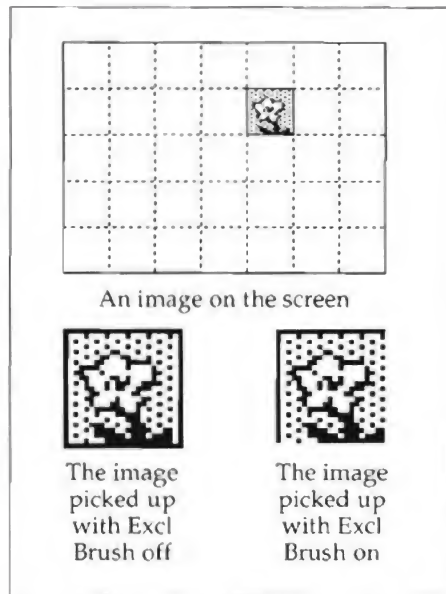 An image on the screen
The image
picked up
with Excl
Brush off
The image
picked up
with Excl
Brush on